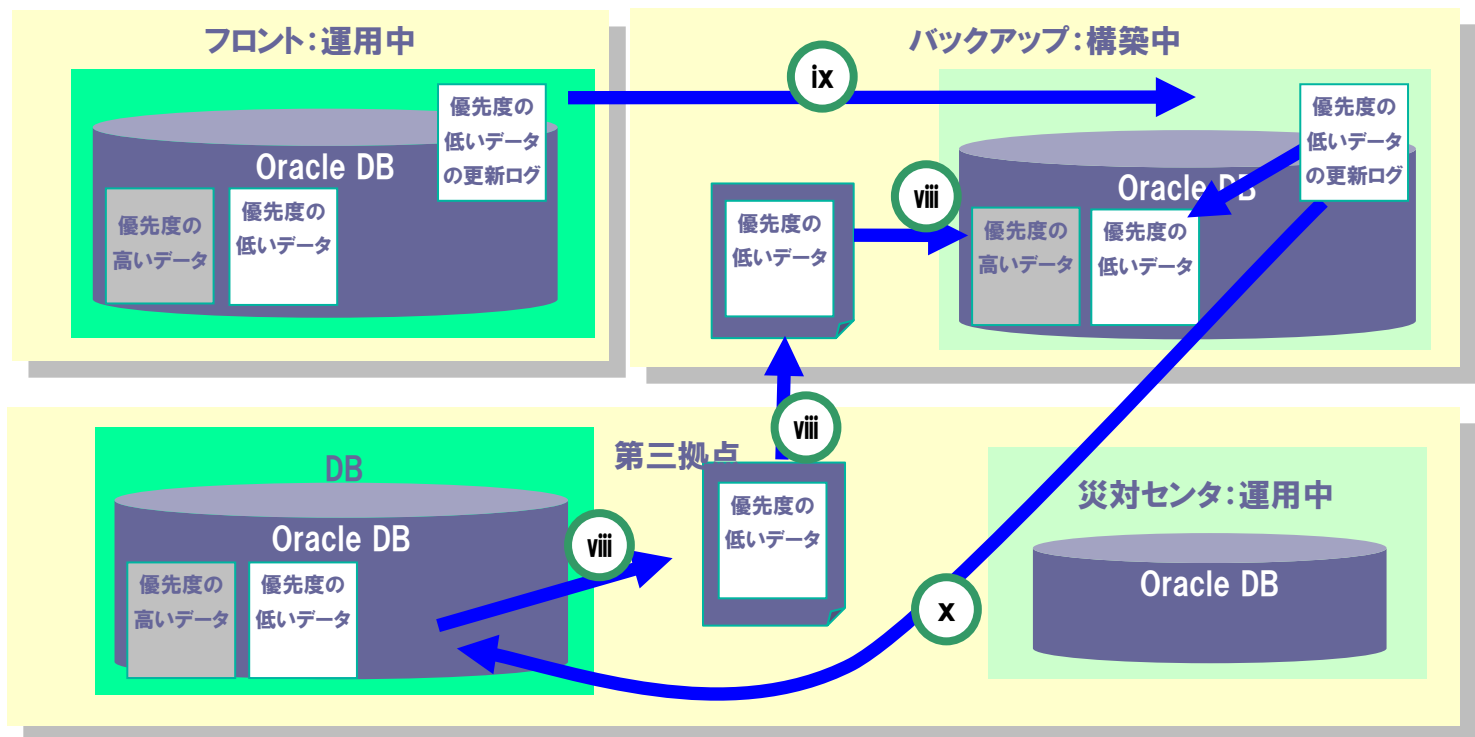 フロント：運用中
優先度の
低いデータ
の更新ログ
Oracle DB
優先度の
高いデータ
優先度の
低いデータ
バックアップ：構築中
ix
優先度の
低いデータ
の更新ログ
viii
Oracle DB
優先度の
低いデータ
優先度の
高いデータ
優先度の
低いデータ
viii
第三拠点
DB
Oracle DB
優先度の
高いデータ
優先度の
低いデータ
viii
優先度の
低いデータ
x
災対センタ：運用中
Oracle DB